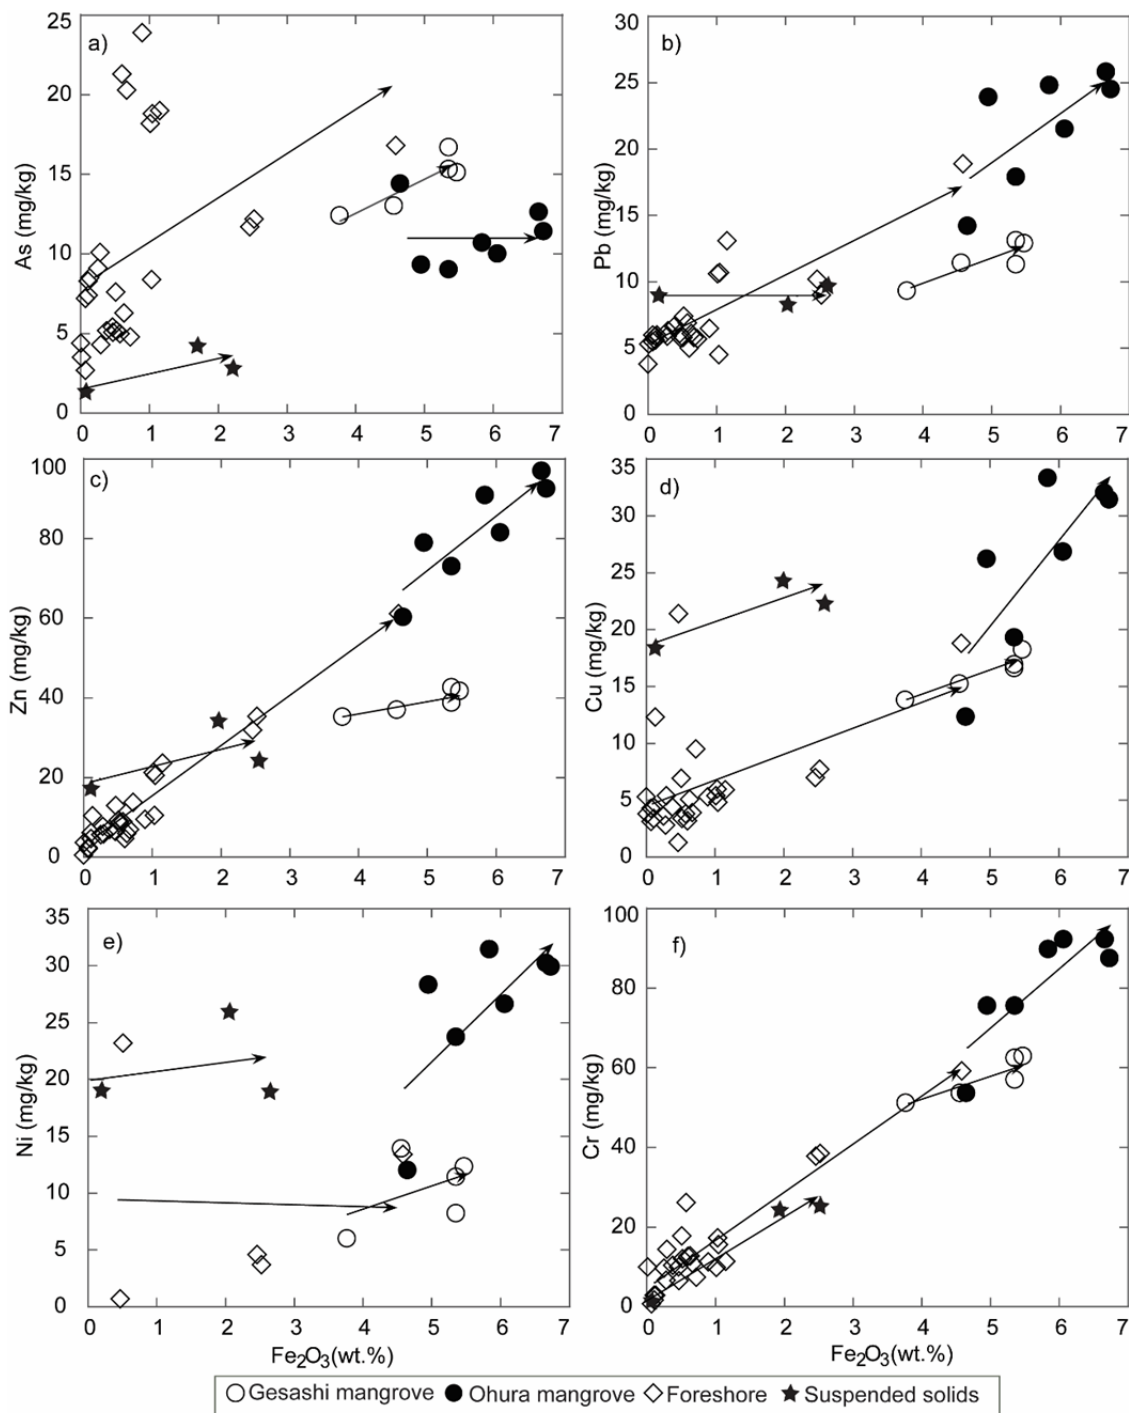 a)
25
20
15
10
5
0
As (mg/kg)
0 1 2 3 4 5 6 7
b)
30
25
20
15
10
5
0
Pb (mg/kg)
0 1 2 3 4 5 6 7
c)
100
80
60
40
20
0
Zn (mg/kg)
0 1 2 3 4 5 6 7
d)
35
30
25
20
15
10
5
0
Cu (mg/kg)
0 1 2 3 4 5 6 7
e)
35
30
25
20
15
10
5
0
Ni (mg/kg)
0 1 2 3 4 5 6 7
Fe₂O₃(wt.%)
f)
100
80
60
40
20
0
Cr (mg/kg)
0 1 2 3 4 5 6 7
Fe₂O₃(wt.%)
Gesashi mangrove Ohura mangrove Foreshore Suspended solids